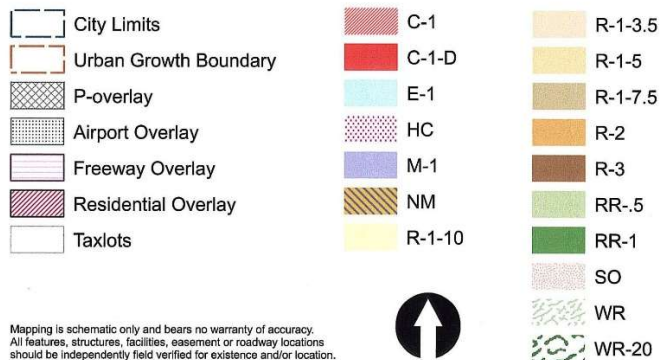 City Limits
Urban Growth Boundary
P-overlay
Airport Overlay
Freeway Overlay
Residential Overlay
Taxlots
C-1
C-1-D
E-1
HC
M-1
NM
R-1-10
R-1-3.5
R-1-5
R-1-7.5
R-2
R-3
RR-.5
RR-1
SO
WR
WR-20
Mapping is schematic only and bears no warranty of accuracy.
All features, structures, facilities, easement or roadway locations
should be independently field verified for existence and/or location.